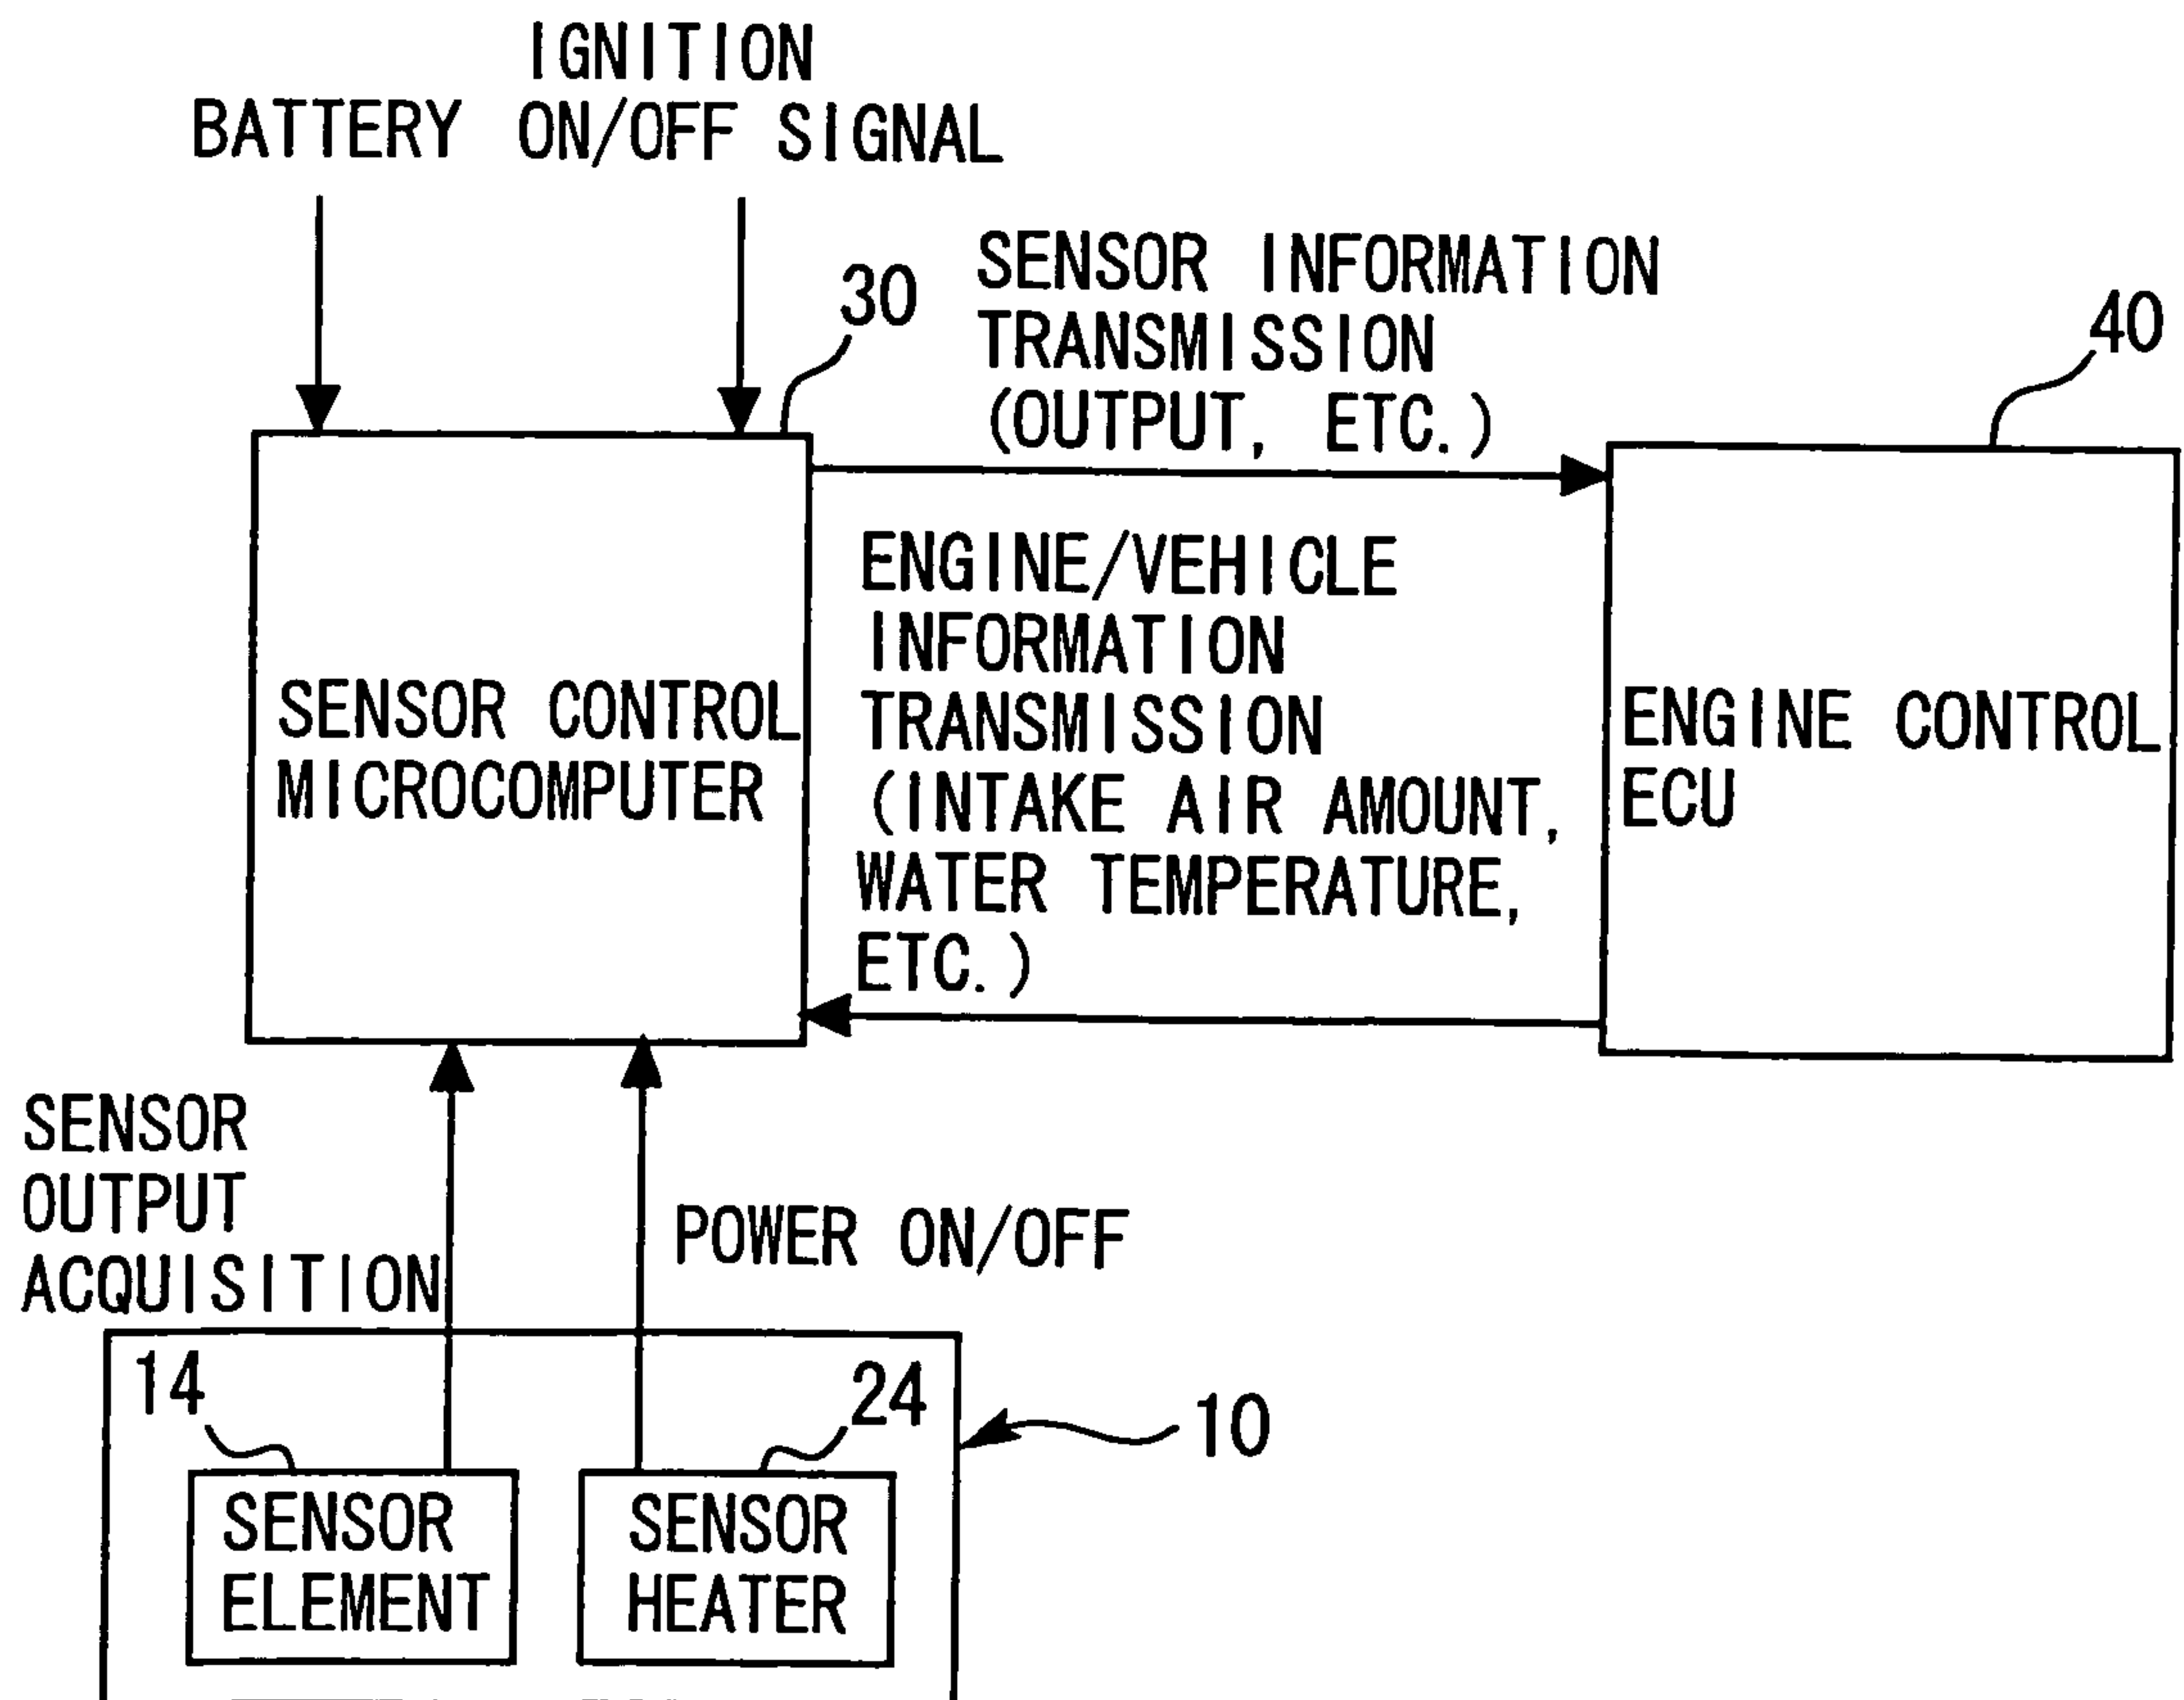 IGNITION
BATTERY ON/OFF SIGNAL
30
SENSOR INFORMATION
TRANSMISSION
(OUTPUT, ETC.)
40
ENGINE/VEHICLE
INFORMATION
TRANSMISSION
(INTAKE AIR AMOUNT,
WATER TEMPERATURE,
ETC.)
SENSOR CONTROL
MICROCOMPUTER
ENGINE CONTROL
ECU
SENSOR
OUTPUT
ACQUISITION
POWER ON/OFF
14
24
10
SENSOR
ELEMENT
SENSOR
HEATER